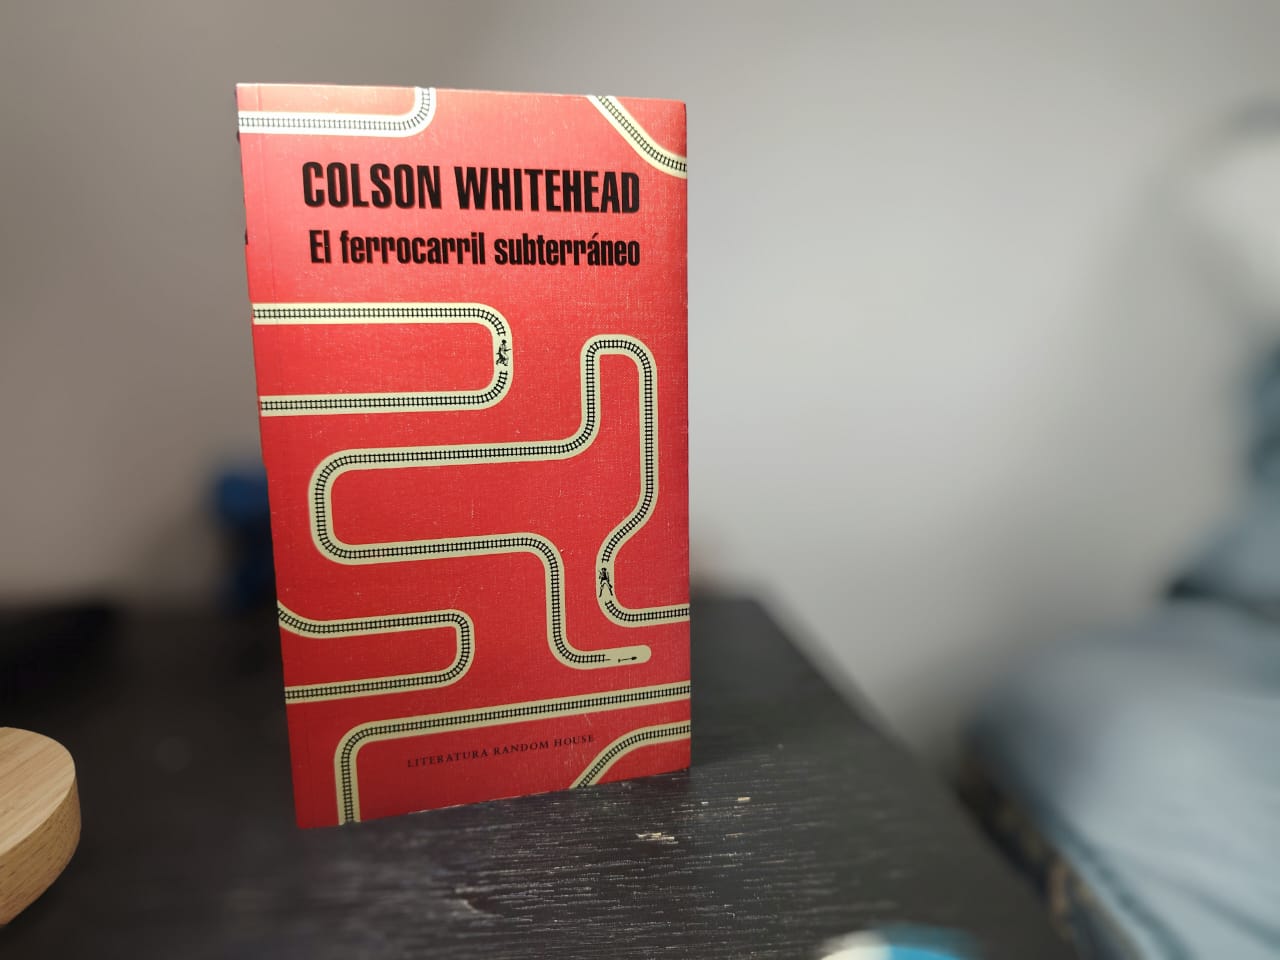 COLSON WHITEHEAD
El ferrocarril subterráneo
LITERATURA RANDOM HOUSE